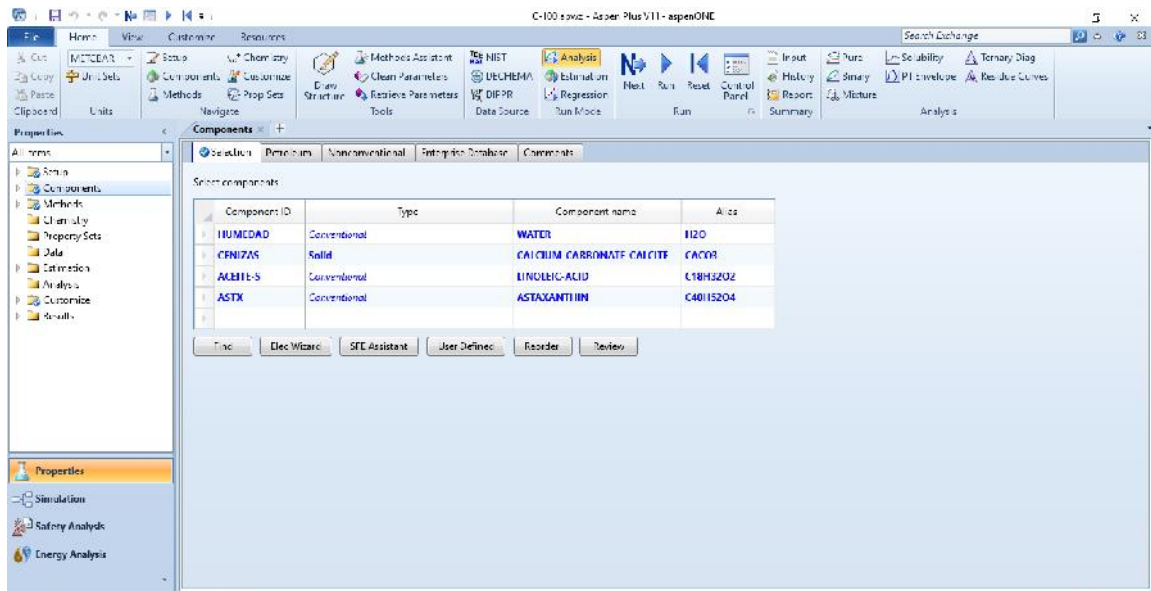 C-100.apwz - Aspen Plus V11 - aspenONE
File Home View Customize Resources Search Exchange
Cut METCBAR Setup Chemistry Methods Assistant NIST Analysis Input Pure Solubility Ternary Diag
Copy Unit Sets Components Customize Clean Parameters DECHEMA Estimation History Binary PT Envelope Residue Curves
Paste Methods Prop Sets Draw Structure Retrieve Parameters DIPPR Regression Next Run Reset Control Panel Report Mixture
Clipboard Units Navigate Tools Data Source Run Mode Run Summary Analysis
Properties Components
All Items Selection Petroleum Nonconventional Enterprise Database Comments
Setup
Components
Methods
Chemistry
Property Sets
Data
Estimation
Analysis
Customize
Results
Select components
Component ID Type Component name Alias
HUMEDAD Conventional WATER H2O
CENIZAS Solid CALCIUM-CARBONATE-CALCITE CACO3
ACEITE-S Conventional LINOLEIC-ACID C18H32O2
ASTX Conventional ASTAXANTHIN C40H52O4
Find Elec Wizard SFE Assistant User Defined Reorder Review
Properties
Simulation
Safety Analysis
Energy Analysis